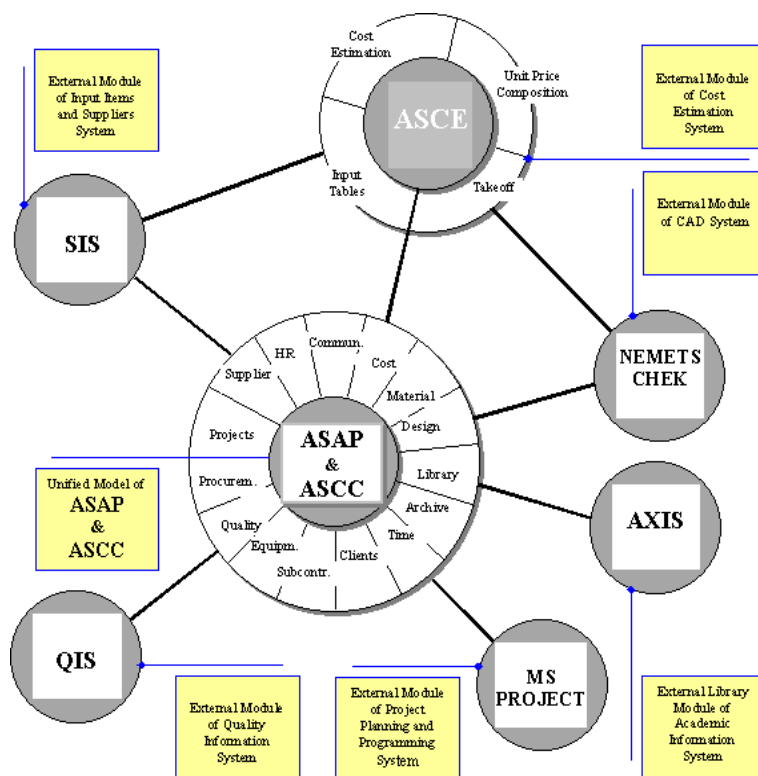 Cost
Estimation
Unit Price
Composition
ASCE
Input
Tables
Takeoff
External Module
of Input Items
and Suppliers
System
External Module
of Cost
Estimation
System
External Module
of CAD System
SIS
NEMETS
CHEK
Commun.
HR
Cost
Supplier
Material
Design
Projects
ASAP
&
ASCC
Library
Procurem.
Archive
Quality
Time
Equipm.
Clients
Subcontr.
Unified Model of
ASAP
&
ASCC
AXIS
QIS
MS
PROJECT
External Module
of Quality
Information
System
External Module
of Project
Planning and
Programming
System
External Library
Module of
Academic
Information
System